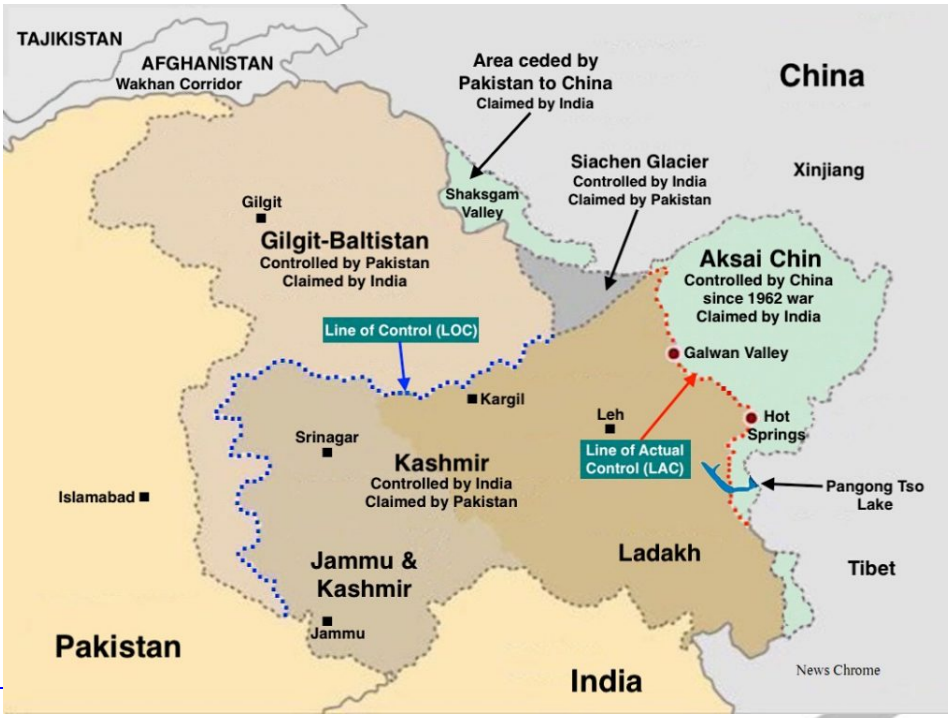 TAJIKISTAN
AFGHANISTAN
Wakhan Corridor
Area ceded by
Pakistan to China
Claimed by India
China
Xinjiang
Siachen Glacier
Controlled by India
Claimed by Pakistan
Shaksgam
Valley
Gilgit
Gilgit-Baltistan
Controlled by Pakistan
Claimed by India
Aksai Chin
Controlled by China
since 1962 war
Claimed by India
Line of Control (LOC)
Galwan Valley
Kargil
Leh
Hot
Springs
Srinagar
Line of Actual
Control (LAC)
Kashmir
Controlled by India
Claimed by Pakistan
Islamabad
Pangong Tso
Lake
Ladakh
Jammu &
Kashmir
Tibet
Jammu
Pakistan
India
News Chrome